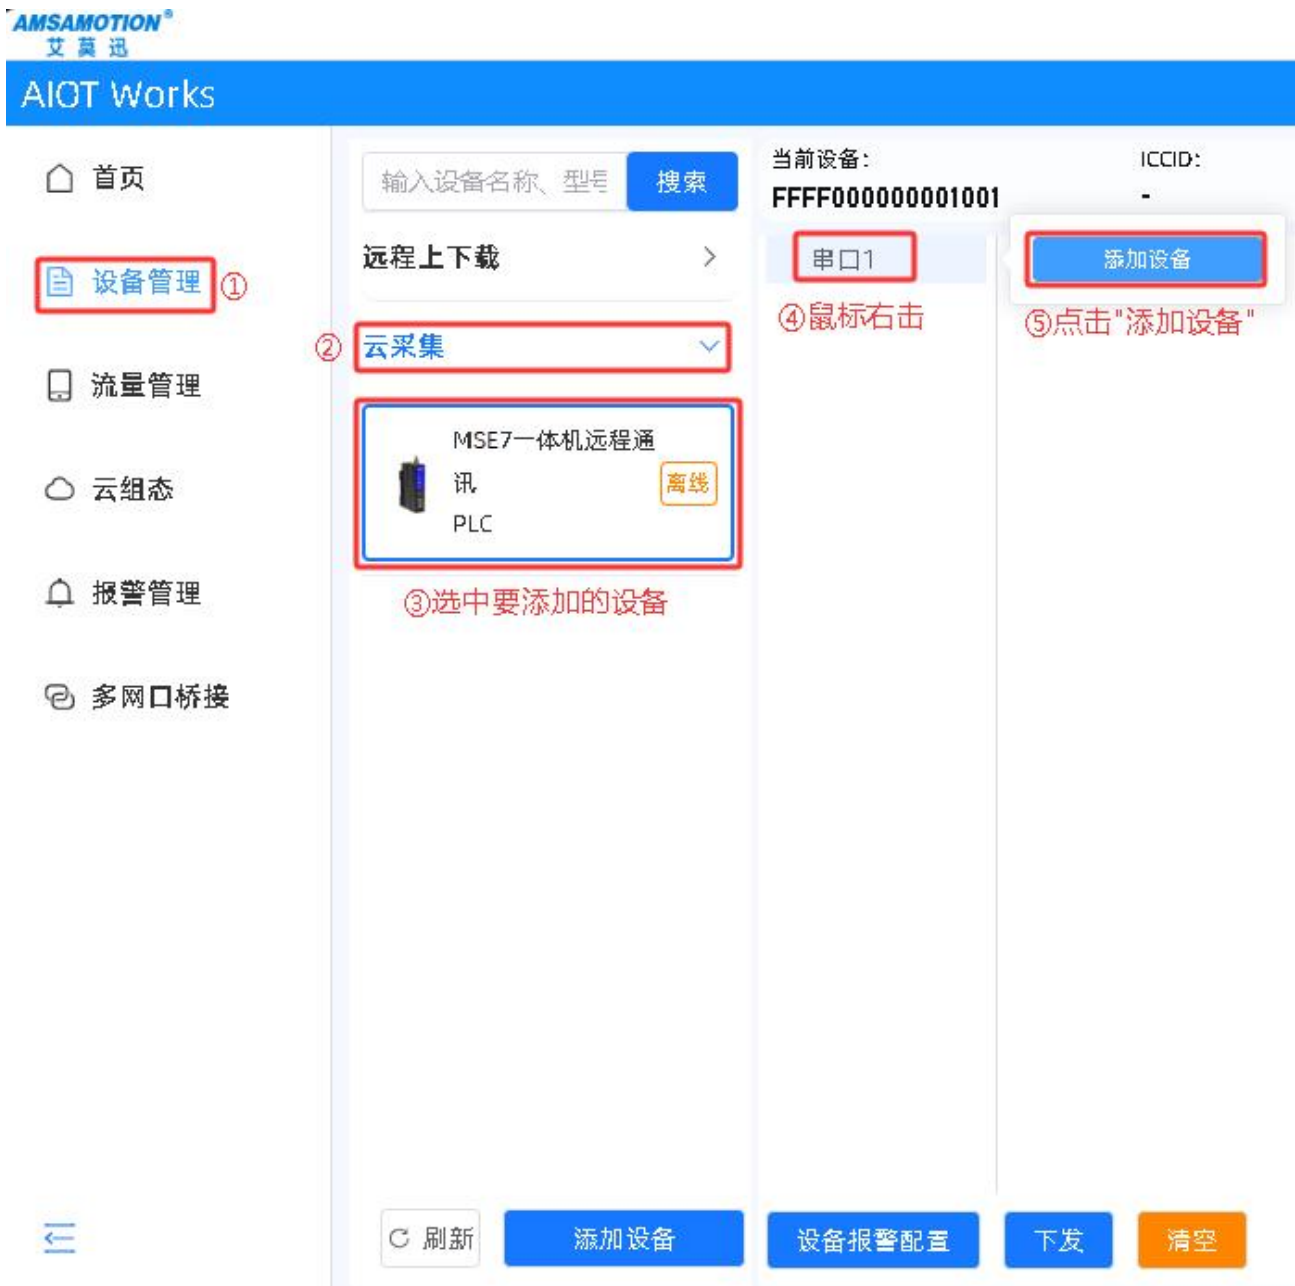 AMSAMOTION®
艾莫迅
AIOT Works
首页
设备管理
①
流量管理
云组态
报警管理
多网口桥接
输入设备名称、型号
搜索
远程上下载
②
云采集
MSE7一体机远程通
讯
PLC
离线
③选中要添加的设备
当前设备:
FFFF000000001001
ICCID:
-
串口1
添加设备
④鼠标右击
⑤点击"添加设备"
刷新
添加设备
设备报警配置
下发
清空